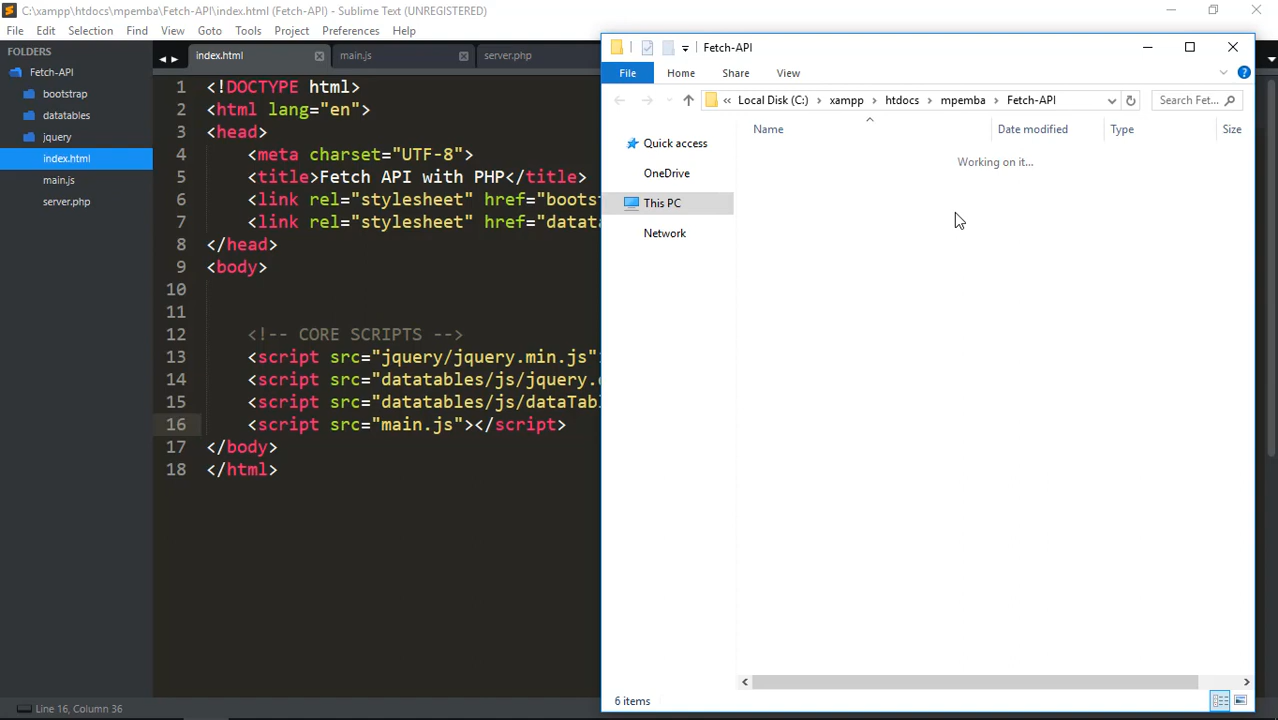 C:\xampp\htdocs\mpemba\Fetch-API\index.html (Fetch-API) - Sublime Text (UNREGISTERED)
File Edit Selection Find View Goto Tools Project Preferences Help
FOLDERS
Fetch-API
bootstrap
datatables
jquery
index.html
main.js
server.php
index.html main.js server.php
1 <!DOCTYPE html>
2 <html lang="en">
3 <head>
4 <meta charset="UTF-8">
5 <title>Fetch API with PHP</title>
6 <link rel="stylesheet" href="boots
7 <link rel="stylesheet" href="datat
8 </head>
9 <body>
10
11
12 <!-- CORE SCRIPTS -->
13 <script src="jquery/jquery.min.js"
14 <script src="datatables/js/jquery.
15 <script src="datatables/js/dataTab
16 <script src="main.js"></script>
17 </body>
18 </html>
Line 16, Column 36
Fetch-API
File Home Share View
« Local Disk (C:) › xampp › htdocs › mpemba › Fetch-API
Search Fet...
Quick access
OneDrive
This PC
Network
Name Date modified Type Size
Working on it...
6 items